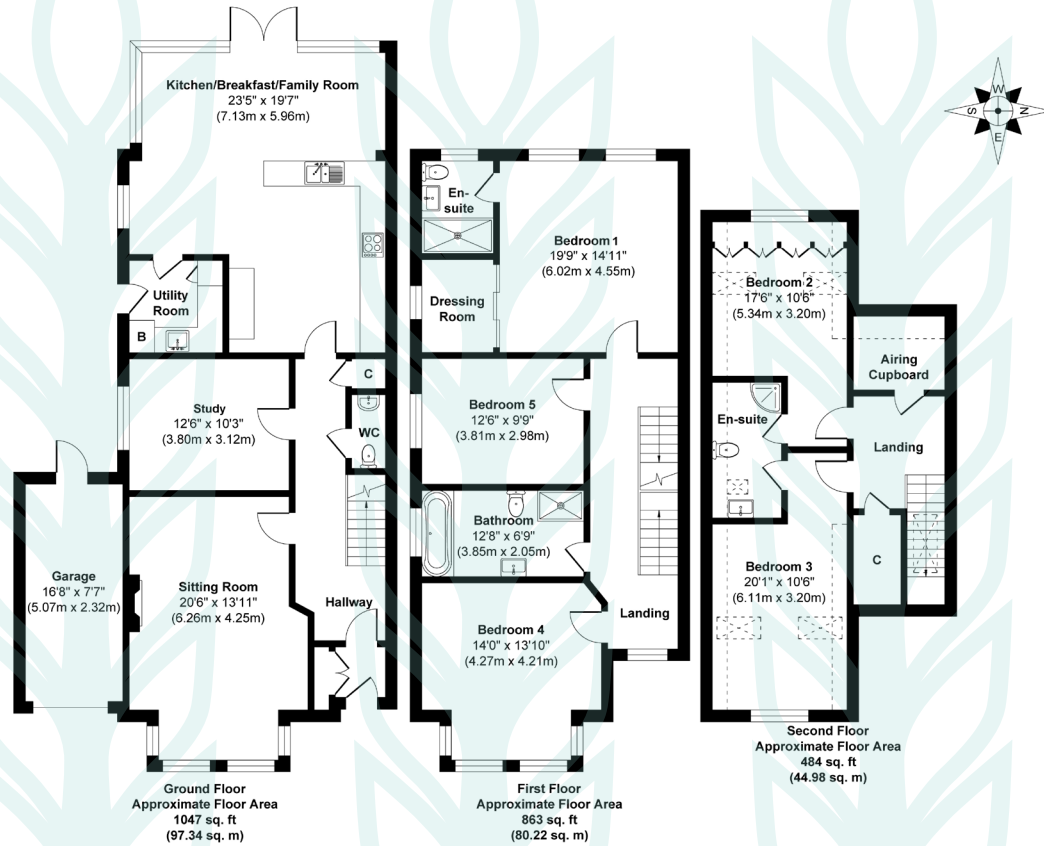 Kitchen/Breakfast/Family Room
23'5" x 19'7"
(7.13m x 5.96m)
Utility
Room
B
Study
12'6" x 10'3"
(3.80m x 3.12m)
C
WC
Garage
16'8" x 7'7"
(5.07m x 2.32m)
Sitting Room
20'6" x 13'11"
(6.26m x 4.25m)
Hallway
Ground Floor
Approximate Floor Area
1047 sq. ft
(97.34 sq. m)
En-
suite
Bedroom 1
19'9" x 14'11"
(6.02m x 4.55m)
Dressing
Room
Bedroom 5
12'6" x 9'9"
(3.81m x 2.98m)
Bathroom
12'8" x 6'9"
(3.85m x 2.05m)
Bedroom 4
14'0" x 13'10"
(4.27m x 4.21m)
Landing
First Floor
Approximate Floor Area
863 sq. ft
(80.22 sq. m)
W
S
N
E
Bedroom 2
17'6" x 10'6"
(5.34m x 3.20m)
Airing
Cupboard
En-suite
Landing
Bedroom 3
20'1" x 10'6"
(6.11m x 3.20m)
C
Second Floor
Approximate Floor Area
484 sq. ft
(44.98 sq. m)